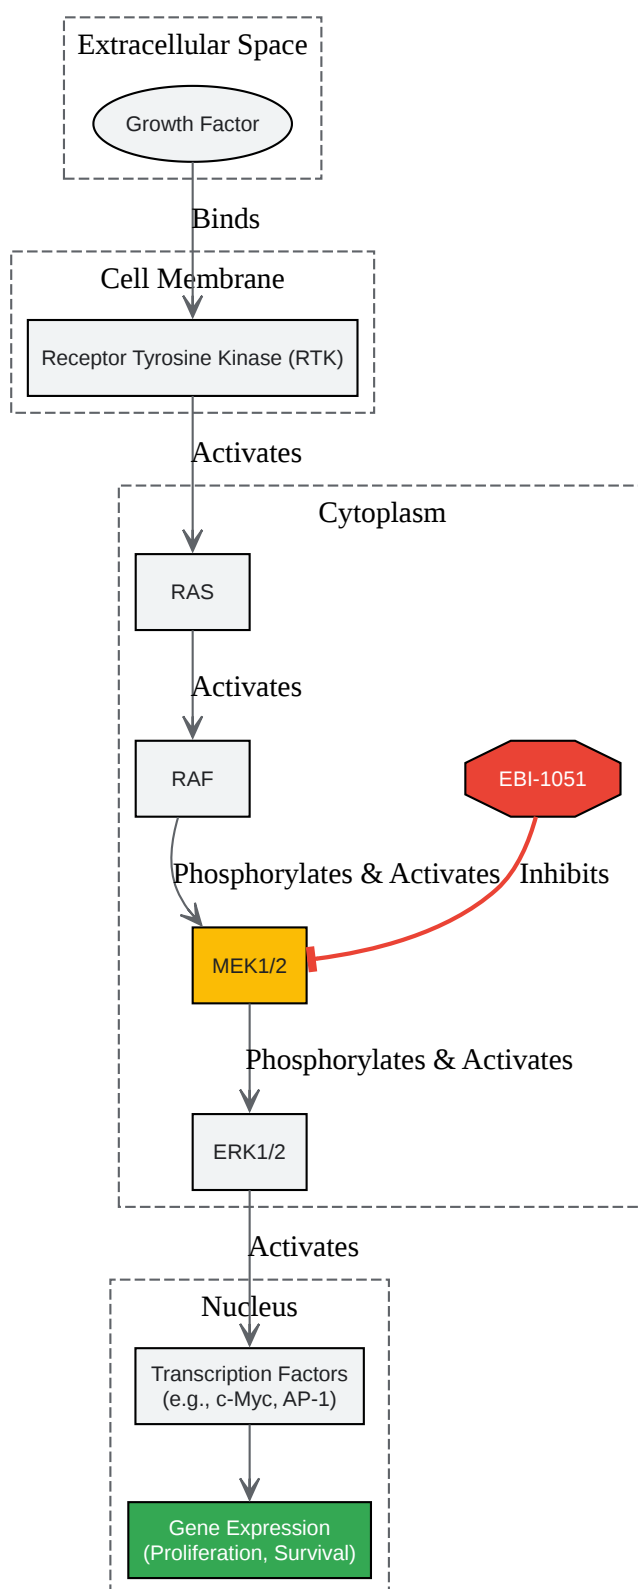 Extracellular Space
Growth Factor
Binds
Cell Membrane
Receptor Tyrosine Kinase (RTK)
Activates
Cytoplasm
RAS
Activates
RAF
EBI-1051
Phosphorylates & Activates
Inhibits
MEK1/2
Phosphorylates & Activates
ERK1/2
Activates
Nucleus
Transcription Factors
(e.g., c-Myc, AP-1)
Gene Expression
(Proliferation, Survival)